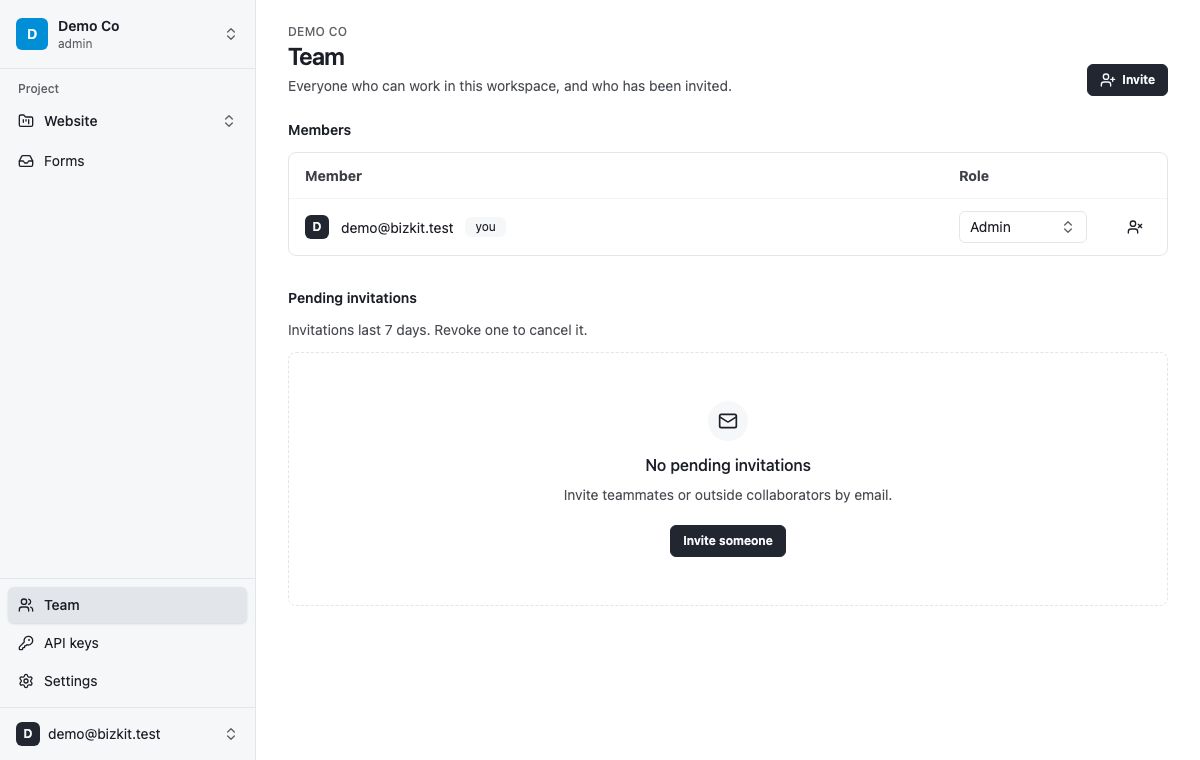 D
Demo Co
admin
Project
Website
Forms
Team
API keys
Settings
D
demo@bizkit.test
DEMO CO
Team
Everyone who can work in this workspace, and who has been invited.
Invite
Members
Member
Role
D
demo@bizkit.test
you
Admin
Pending invitations
Invitations last 7 days. Revoke one to cancel it.
No pending invitations
Invite teammates or outside collaborators by email.
Invite someone